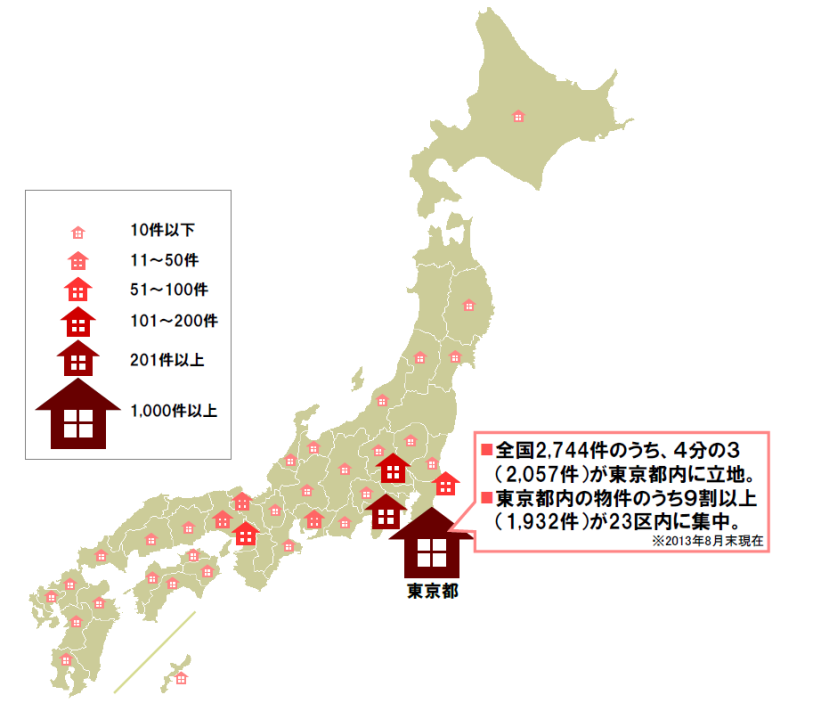 10件以下
11～50件
51～100件
101～200件
201件以上
1,000件以上
■全国2,744件のうち、４分の３
（2,057件）が東京都内に立地。
■東京都内の物件のうち９割以上
（1,932件）が23区内に集中。
※2013年8月末現在
東京都